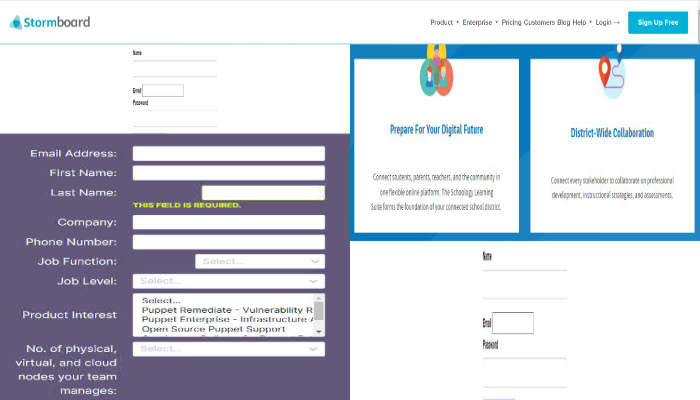 Stormboard
Product Enterprise Pricing Customers Blog Help Login → Sign Up Free
Name
Email
Password
Email Address:
First Name:
Last Name:
THIS FIELD IS REQUIRED.
Company:
Phone Number:
Job Function: Select...
Job Level: Select...
Product Interest
Select...
Puppet Remediate - Vulnerability R
Puppet Enterprise - Infrastructure A
Open Source Puppet Support
No. of physical, Select...
virtual, and cloud
nodes your team
manages:
Prepare For Your Digital Future
Connect students, parents, teachers, and the community in
one flexible online platform. The Schoology Learning
Suite forms the foundation of your connected school district.
District-Wide Collaboration
Connect every stakeholder to collaborate on professional
development, instructional strategies, and assessments.
Name
Email
Password